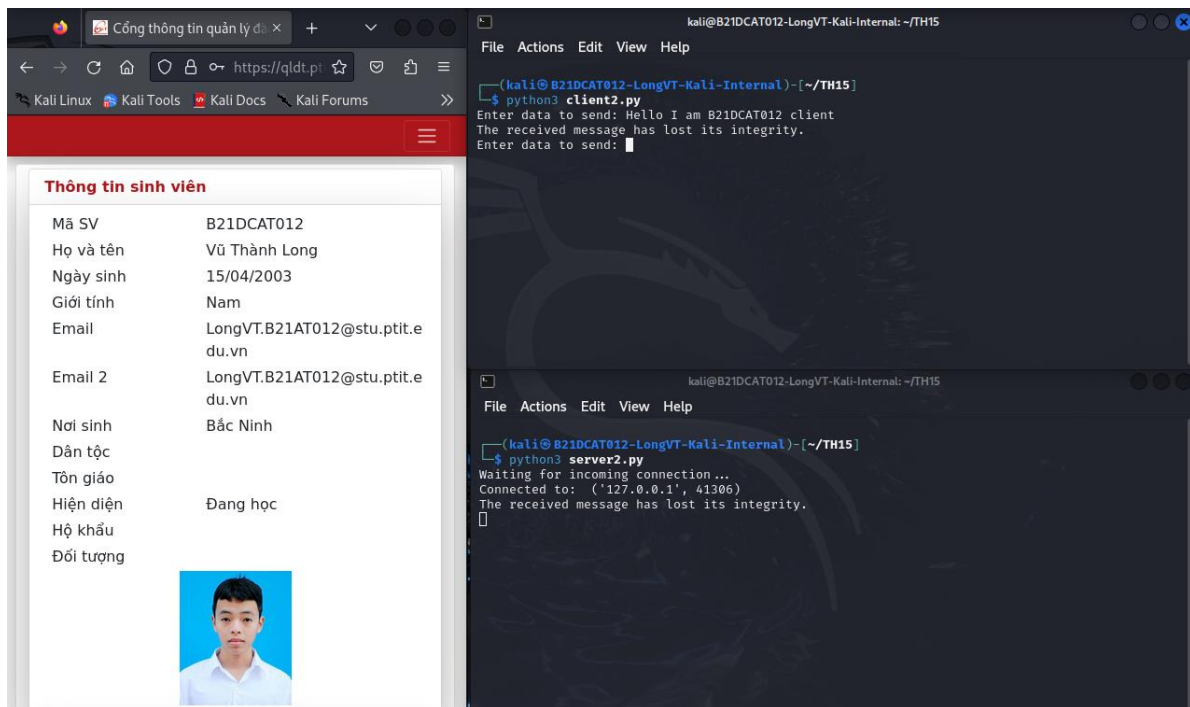 Cổng thông tin quản lý đà
https://qldt.pt
Kali Linux Kali Tools Kali Docs Kali Forums
Thông tin sinh viên
Mã SV B21DCAT012
Họ và tên Vũ Thành Long
Ngày sinh 15/04/2003
Giới tính Nam
Email LongVT.B21AT012@stu.ptit.e
du.vn
Email 2 LongVT.B21AT012@stu.ptit.e
du.vn
Nơi sinh Bắc Ninh
Dân tộc
Tôn giáo
Hiện diện Đang học
Hộ khẩu
Đối tượng
kali@B21DCAT012-LongVT-Kali-Internal: ~/TH15
File Actions Edit View Help
(kali㉿B21DCAT012-LongVT-Kali-Internal)-[~/TH15]
$ python3 client2.py
Enter data to send: Hello I am B21DCAT012 client
The received message has lost its integrity.
Enter data to send:
kali@B21DCAT012-LongVT-Kali-Internal: ~/TH15
File Actions Edit View Help
(kali㉿B21DCAT012-LongVT-Kali-Internal)-[~/TH15]
$ python3 server2.py
Waiting for incoming connection...
Connected to: ('127.0.0.1', 41306)
The received message has lost its integrity.